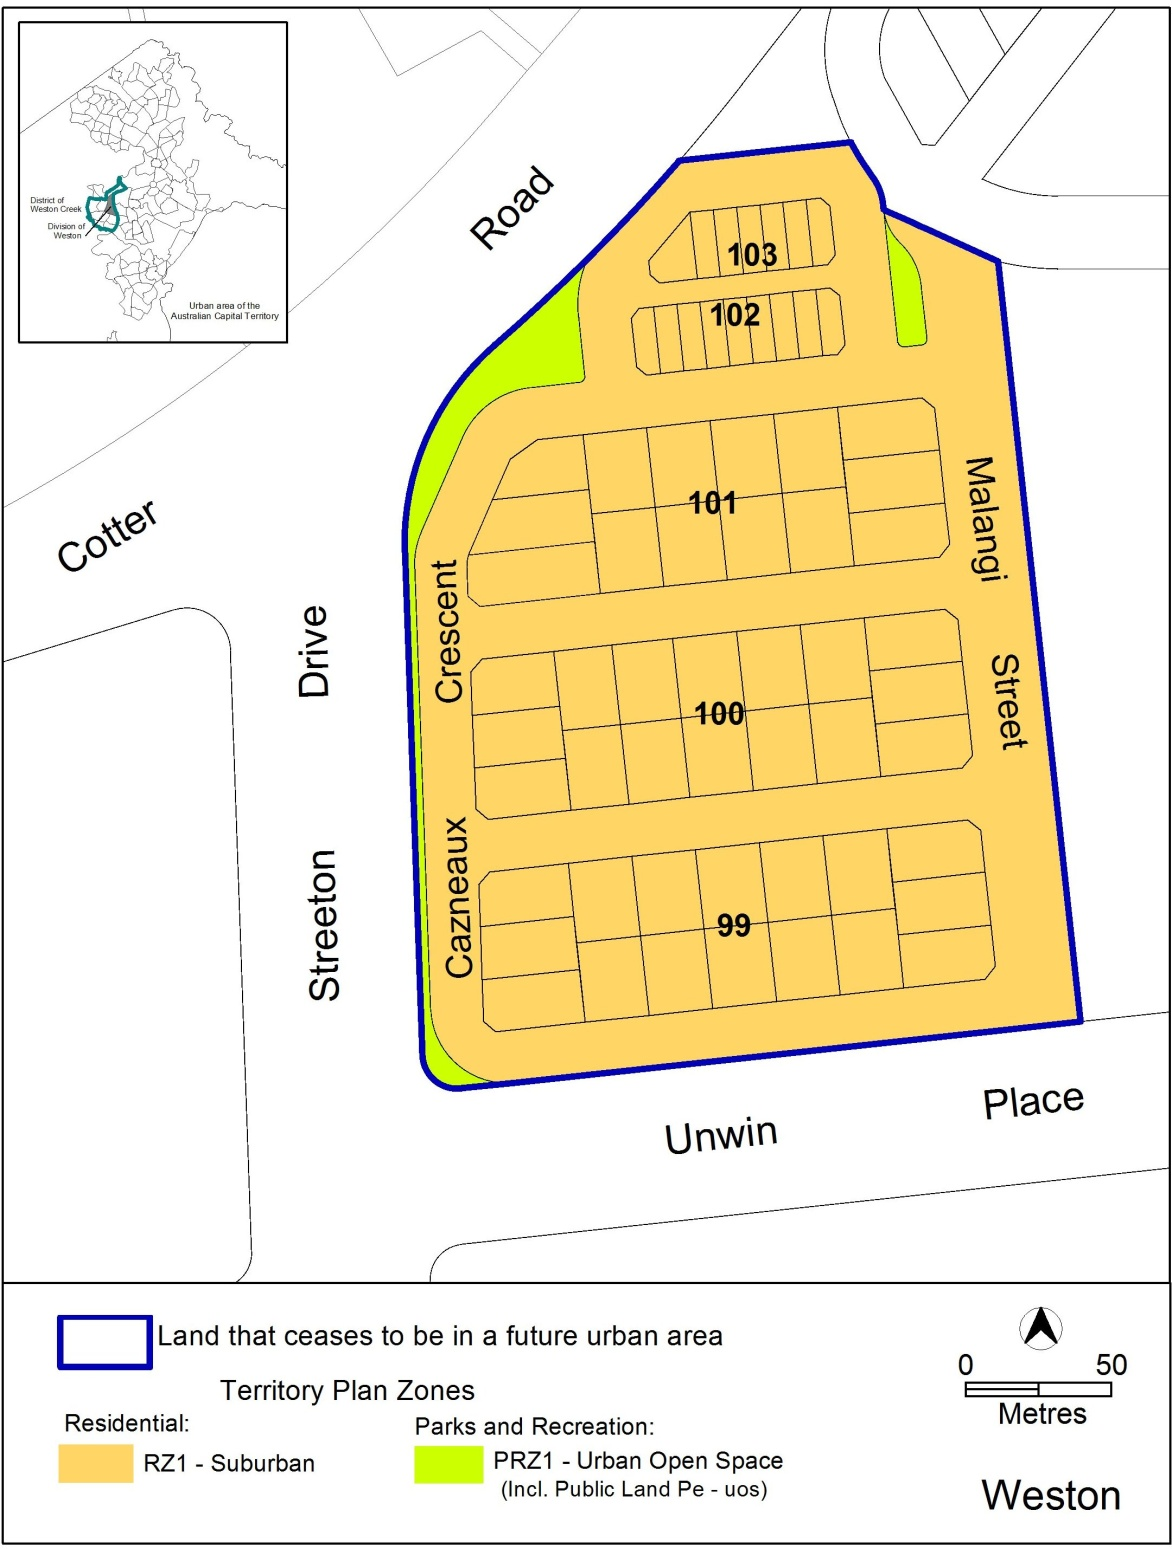 District of
Weston Creek
Division of
Weston
Urban area of the
Australian Capital Territory
Road
103
102
Cotter
101
Malangi
Crescent
Drive
Street
100
Cazneaux
Streeton
99
Place
Unwin
Land that ceases to be in a future urban area
Territory Plan Zones
Residential:
Parks and Recreation:
RZ1 - Suburban
PRZ1 - Urban Open Space
(Incl. Public Land Pe - uos)
0 50
Metres
Weston